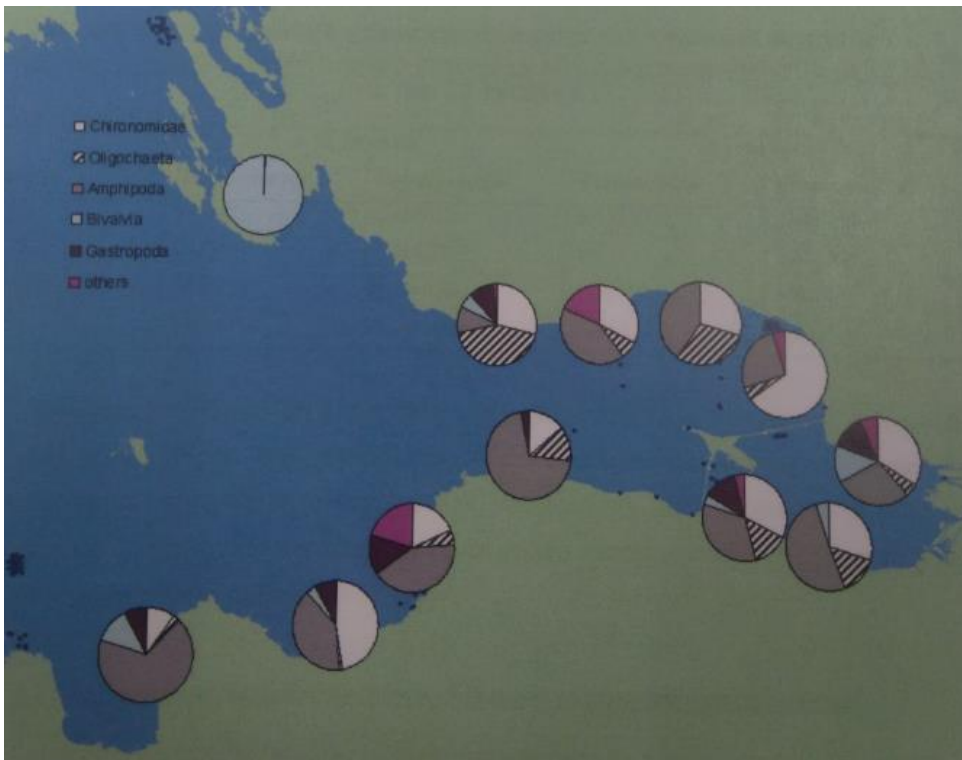 Chironomidae
Oligochaeta
Amphipoda
Bivalvia
Gastropoda
others